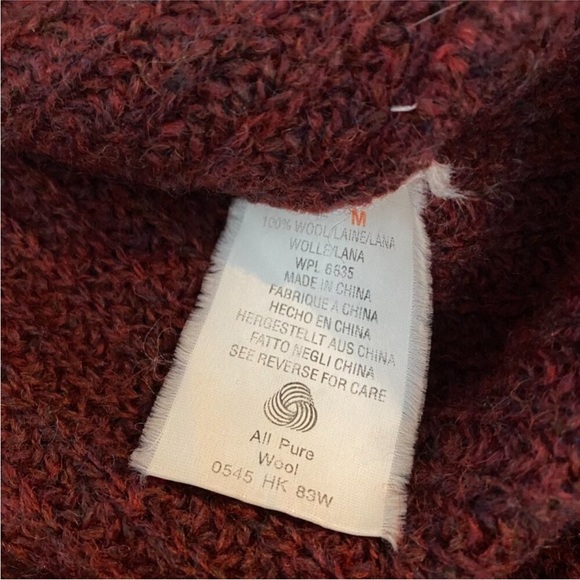 M
100% WOOL/LAINE/LANA
WOLLE/LANA
WPL 6635
MADE IN CHINA
FABRIQUE A CHINA
HECHO EN CHINA
HERGESTELLT AUS CHINA
FATTO NEGLI CHINA
SEE REVERSE FOR CARE
All Pure
Wool
0545 HK 83W